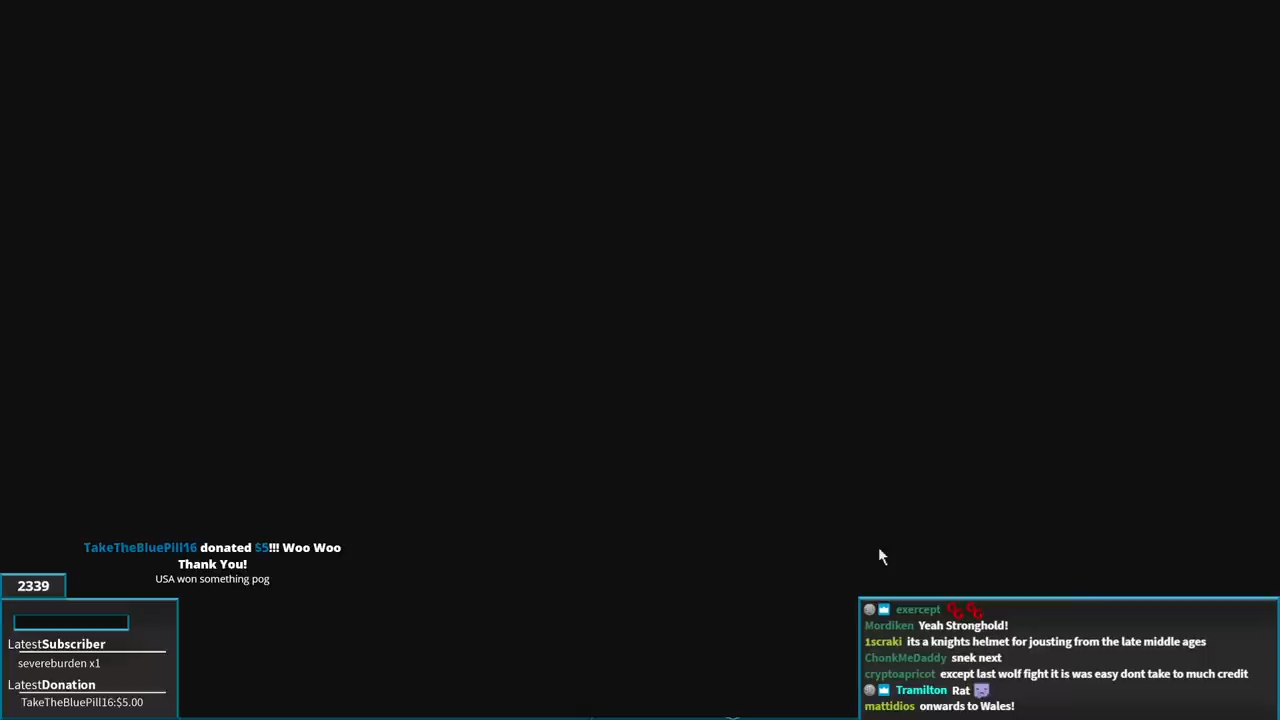 TakeTheBluePill16 donated $5!!! Woo Woo
Thank You!
USA won something pog
2339
LatestSubscriber
severeburden x1
LatestDonation
TakeTheBluePill16:$5.00
exercept
Mordiken Yeah Stronghold!
1scraki its a knights helmet for jousting from the late middle ages
ChonkMeDaddy snek next
cryptoapricot except last wolf fight it is was easy dont take to much credit
Tramilton Rat
mattidios onwards to Wales!